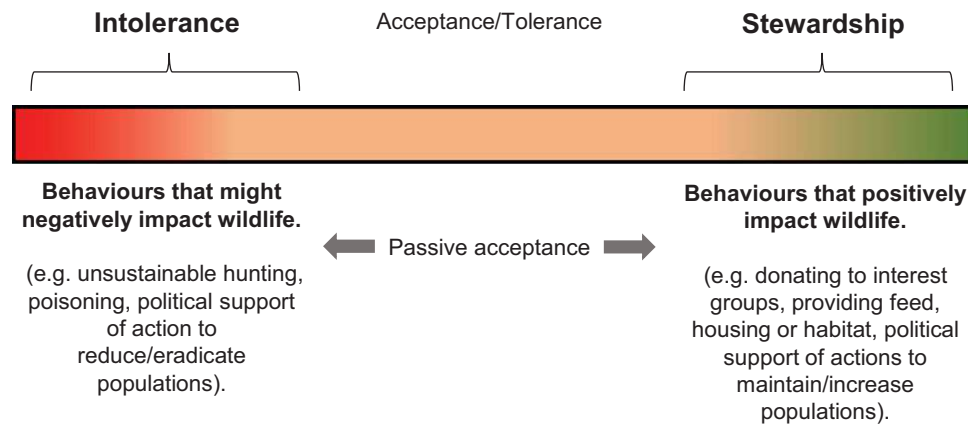 Intolerance
Acceptance/Tolerance
Stewardship
Behaviours that might
negatively impact wildlife.
(e.g. unsustainable hunting,
poisoning, political support
of action to
reduce/eradicate
populations).
Passive acceptance
Behaviours that positively
impact wildlife.
(e.g. donating to interest
groups, providing feed,
housing or habitat, political
support of actions to
maintain/increase
populations).